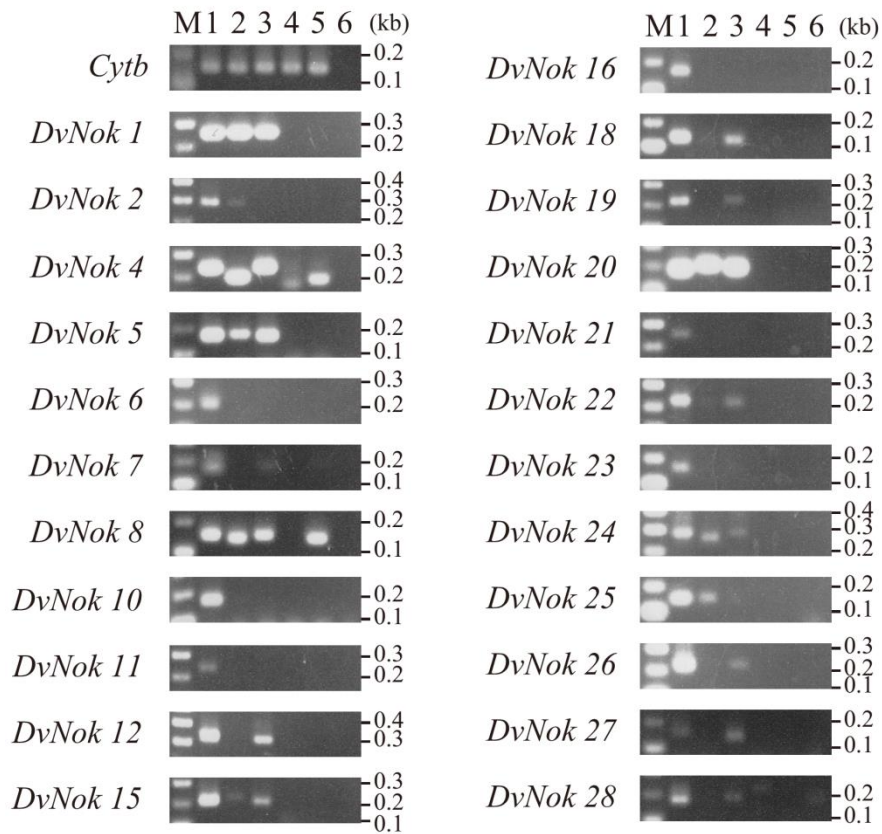 M 1 2 3 4 5 6 (kb)
Cytb
0.2
0.1
DvNok 1
0.3
0.2
DvNok 2
0.4
0.3
0.2
DvNok 4
0.3
0.2
DvNok 5
0.2
0.1
DvNok 6
0.3
0.2
DvNok 7
0.2
0.1
DvNok 8
0.2
0.1
DvNok 10
0.2
0.1
DvNok 11
0.3
0.2
DvNok 12
0.4
0.3
DvNok 15
0.3
0.2
0.1
M 1 2 3 4 5 6 (kb)
DvNok 16
0.2
0.1
DvNok 18
0.2
0.1
DvNok 19
0.3
0.2
0.1
DvNok 20
0.3
0.2
0.1
DvNok 21
0.3
0.2
DvNok 22
0.3
0.2
DvNok 23
0.2
0.1
DvNok 24
0.4
0.3
0.2
DvNok 25
0.2
0.1
DvNok 26
0.3
0.2
0.1
DvNok 27
0.2
0.1
DvNok 28
0.2
0.1